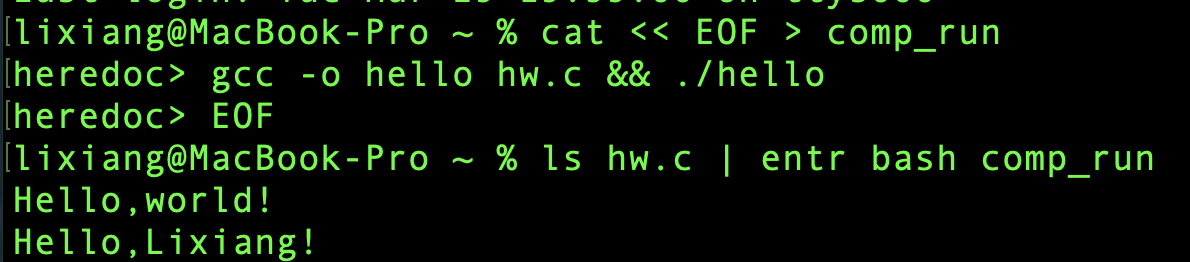 lixiang@MacBook-Pro ~ % cat << EOF > comp_run
heredoc> gcc -o hello hw.c && ./hello
heredoc> EOF
lixiang@MacBook-Pro ~ % ls hw.c | entr bash comp_run
Hello,world!
Hello,Lixiang!